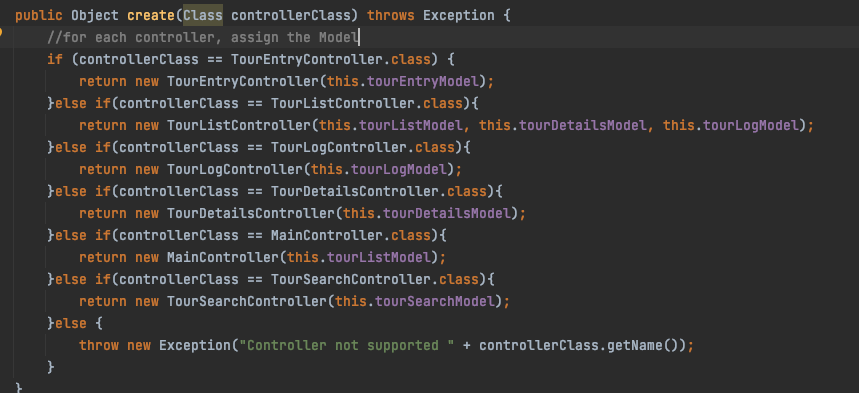 public Object create(Class controllerClass) throws Exception {
//for each controller, assign the Model
if (controllerClass == TourEntryController.class) {
return new TourEntryController(this.tourEntryModel);
}else if(controllerClass == TourListController.class){
return new TourListController(this.tourListModel, this.tourDetailsModel, this.tourLogModel);
}else if(controllerClass == TourLogController.class){
return new TourLogController(this.tourLogModel);
}else if(controllerClass == TourDetailsController.class){
return new TourDetailsController(this.tourDetailsModel);
}else if(controllerClass == MainController.class){
return new MainController(this.tourListModel);
}else if(controllerClass == TourSearchController.class){
return new TourSearchController(this.tourSearchModel);
}else {
throw new Exception("Controller not supported " + controllerClass.getName());
}
}